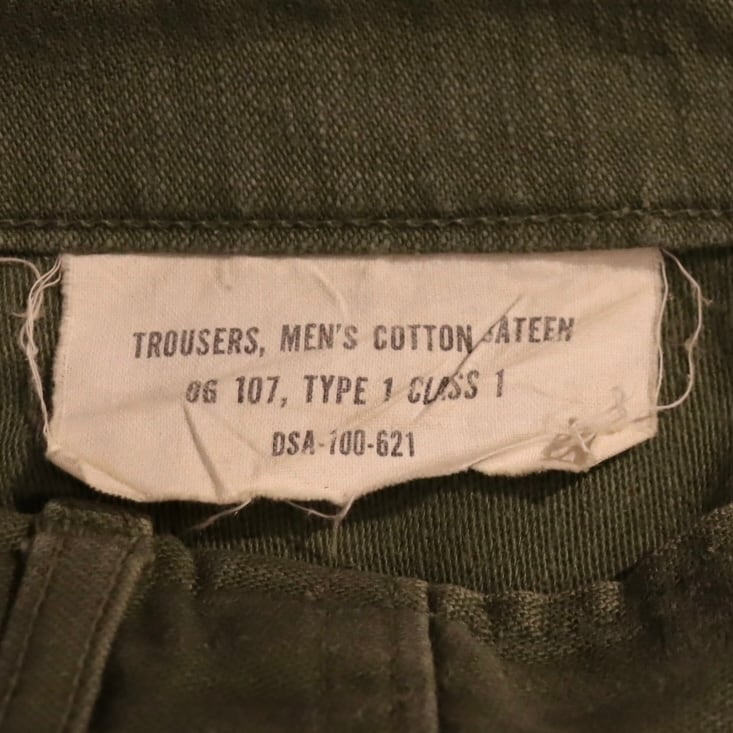 TROUSERS, MEN'S COTTON SATEEN
OG 107, TYPE 1 CLASS 1
DSA-100-621